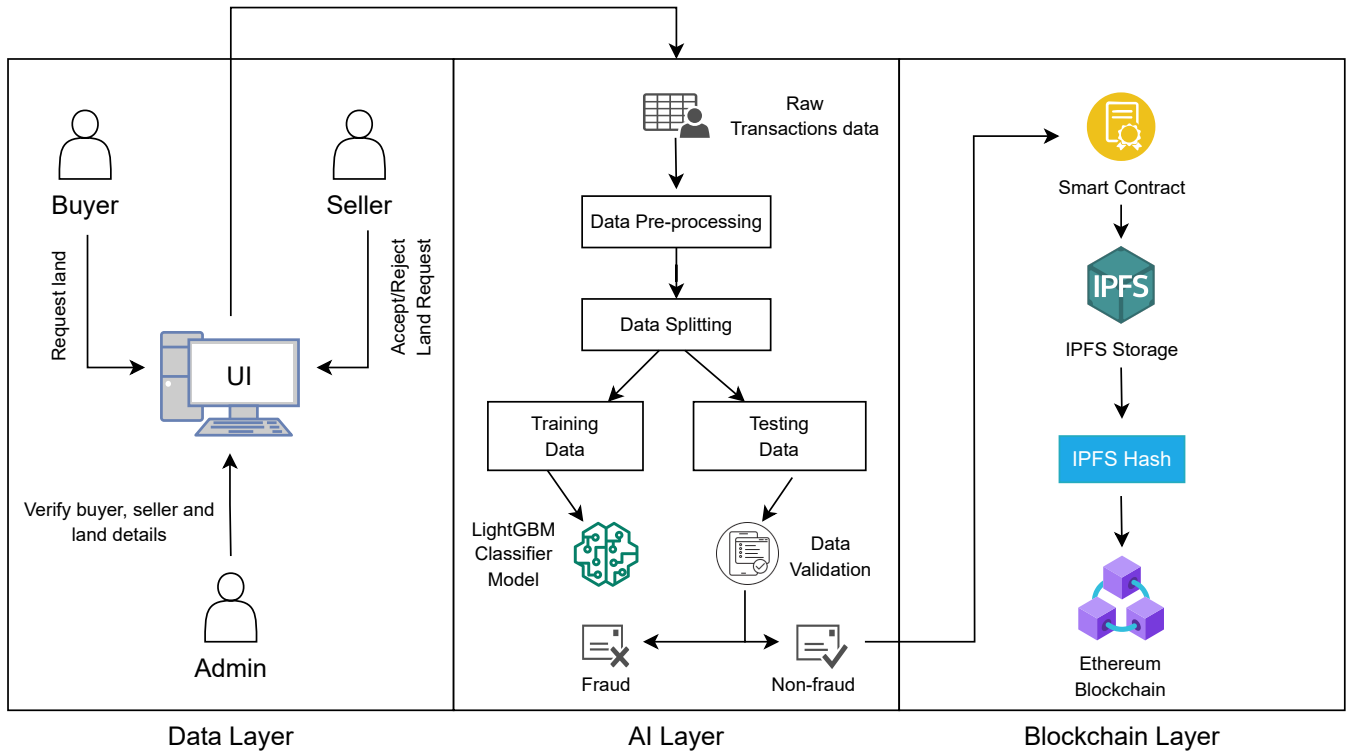 Buyer
Seller
Request land
Accept/Reject
Land Request
UI
Verify buyer, seller and
land details
Admin
Data Layer
Raw
Transactions data
Data Pre-processing
Data Splitting
Training
Data
Testing
Data
LightGBM
Classifier
Model
Data
Validation
Fraud
Non-fraud
AI Layer
Smart Contract
IPFS
IPFS Storage
IPFS Hash
Ethereum
Blockchain
Blockchain Layer